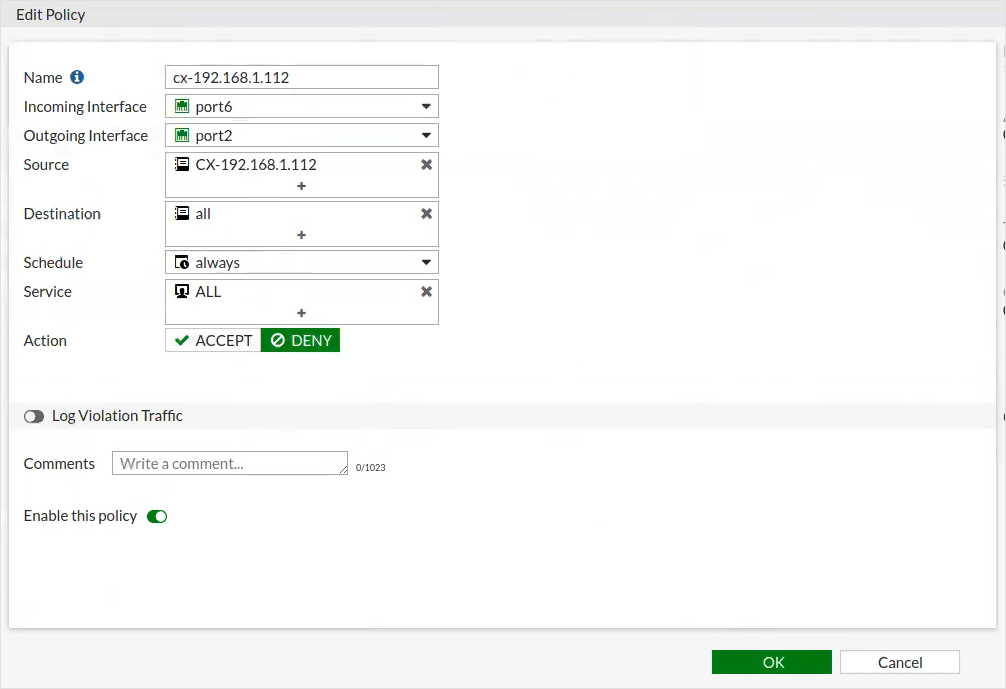 Edit Policy
Name
cx-192.168.1.112
Incoming Interface
port6
Outgoing Interface
port2
Source
CX-192.168.1.112
+
Destination
all
+
Schedule
always
Service
ALL
+
Action
ACCEPT
DENY
Log Violation Traffic
Comments
Write a comment...
0/1023
Enable this policy
OK
Cancel